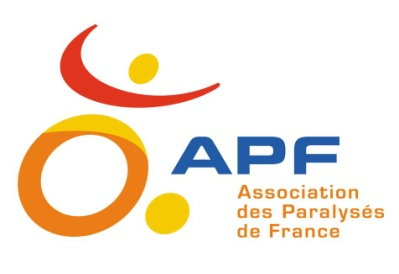 APF
Association
des Paralysés
de France